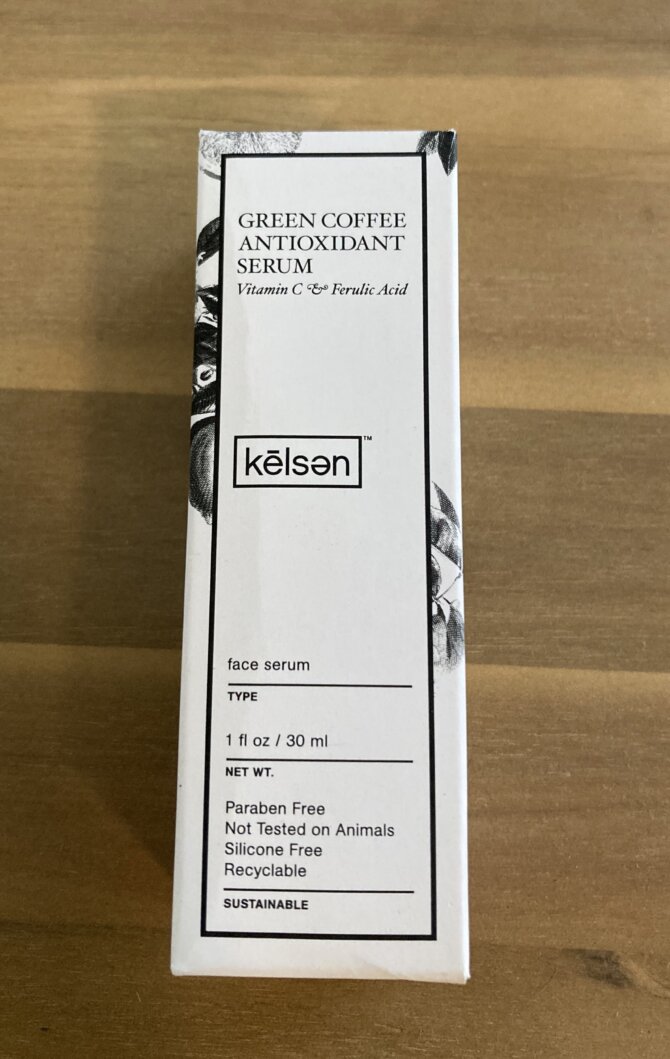 GREEN COFFEE
ANTIOXIDANT
SERUM
Vitamin C & Ferulic Acid
kēlsən™
face serum
TYPE
1 fl oz / 30 ml
NET WT.
Paraben Free
Not Tested on Animals
Silicone Free
Recyclable
SUSTAINABLE